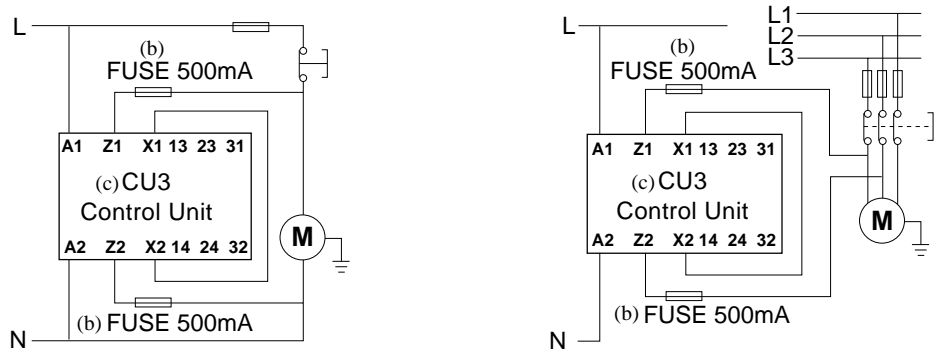 L
(b)
FUSE 500mA
A1 Z1 X1 13 23 31
(c) CU3
Control Unit
A2 Z2 X2 14 24 32
M
(b) FUSE 500mA
N
L
L1
L2
L3
(b)
FUSE 500mA
A1 Z1 X1 13 23 31
(c) CU3
Control Unit
A2 Z2 X2 14 24 32
M
(b) FUSE 500mA
N